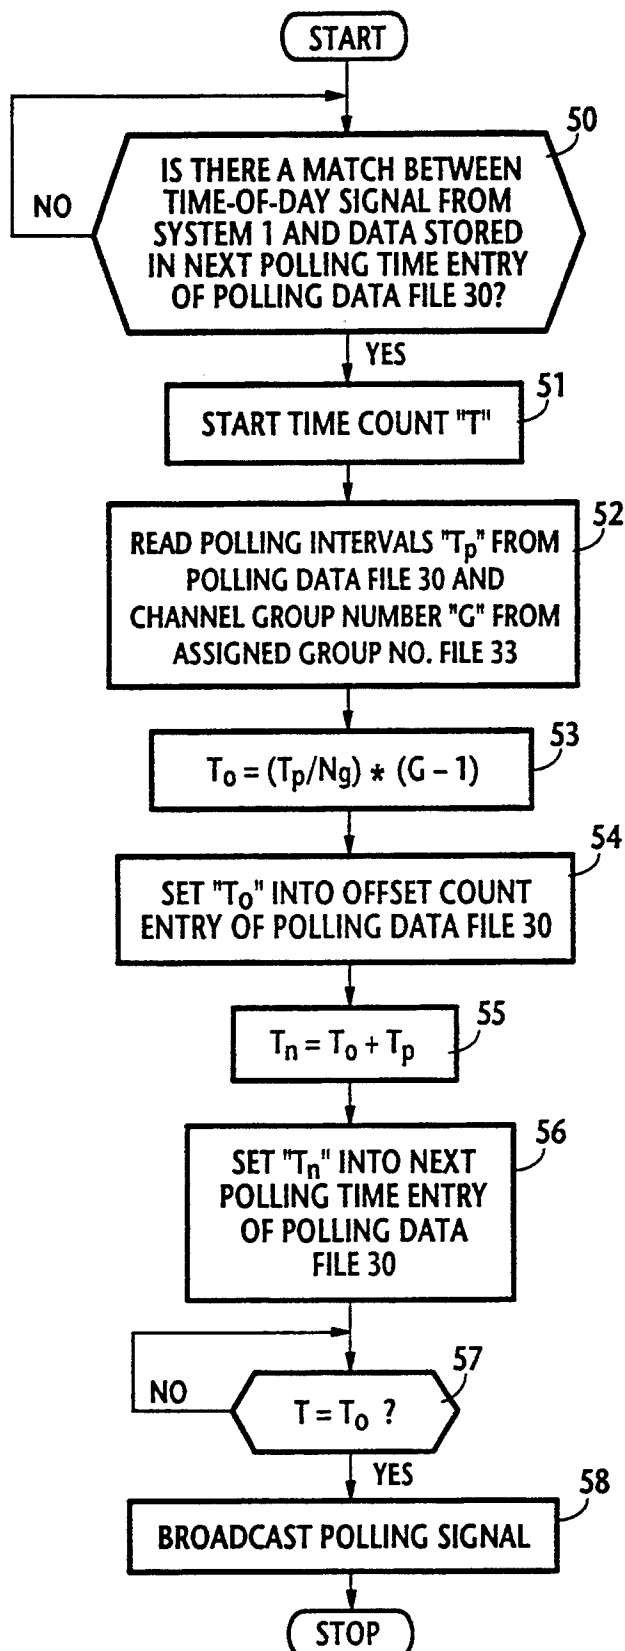 START
50
IS THERE A MATCH BETWEEN
TIME-OF-DAY SIGNAL FROM
SYSTEM 1 AND DATA STORED
IN NEXT POLLING TIME ENTRY
OF POLLING DATA FILE 30?
NO
YES
51
START TIME COUNT "T"
52
READ POLLING INTERVALS "Tp" FROM
POLLING DATA FILE 30 AND
CHANNEL GROUP NUMBER "G" FROM
ASSIGNED GROUP NO. FILE 33
53
To = (Tp/Ng) * (G – 1)
54
SET "To" INTO OFFSET COUNT
ENTRY OF POLLING DATA FILE 30
55
Tn = To + Tp
56
SET "Tn" INTO NEXT
POLLING TIME ENTRY
OF POLLING DATA
FILE 30
57
NO
T = To ?
YES
58
BROADCAST POLLING SIGNAL
STOP